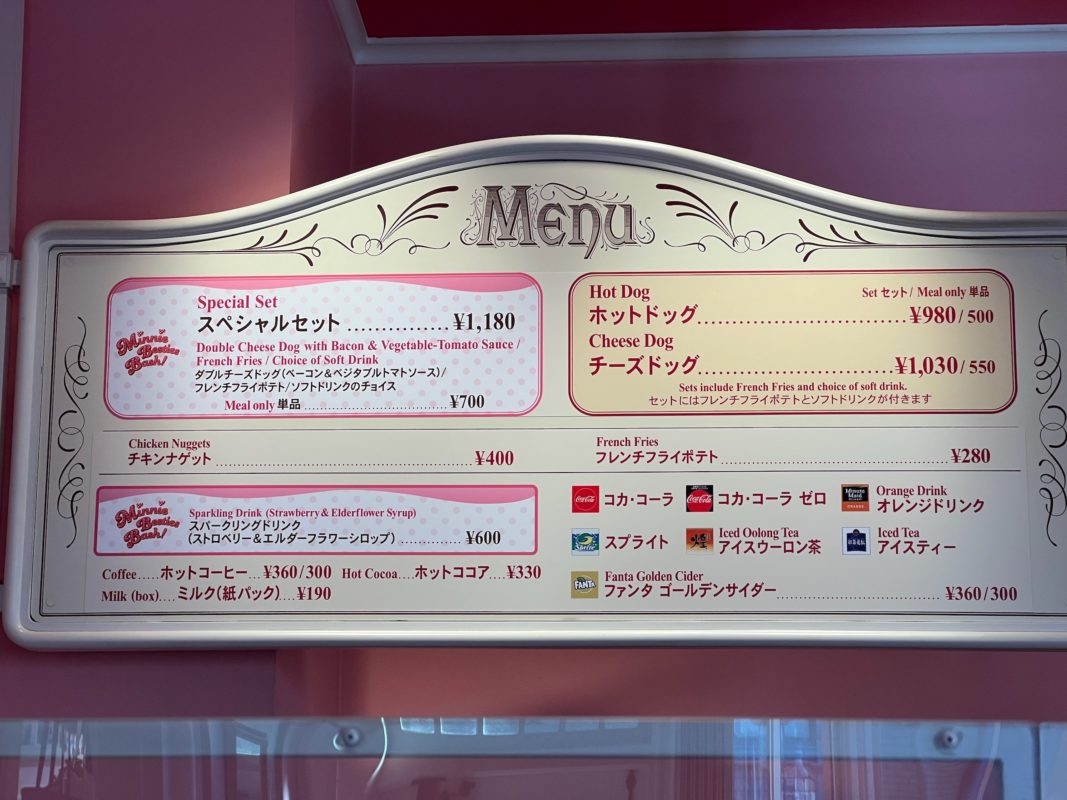 Menu
Minnie Besties Bash!
Special Set
スペシャルセット...............¥1,180
Double Cheese Dog with Bacon & Vegetable-Tomato Sauce /
French Fries / Choice of Soft Drink
ダブルチーズドッグ(ベーコン&ベジタブルトマトソース)/
フレンチフライポテト/ソフトドリンクのチョイス
Meal only 単品...............¥700
Hot Dog Set セット / Meal only 単品
ホットドッグ...............¥980/500
Cheese Dog
チーズドッグ...............¥1,030/550
Sets include French Fries and choice of soft drink.
セットにはフレンチフライポテトとソフトドリンクが付きます
Chicken Nuggets
チキンナゲット...............¥400
French Fries
フレンチフライポテト...............¥280
Minnie Besties Bash!
Sparkling Drink (Strawberry & Elderflower Syrup)
スパークリングドリンク
(ストロベリー&エルダーフラワーシロップ)...............¥600
Coffee.....ホットコーヒー...¥360/300 Hot Cocoa....ホットココア...¥330
Milk (box)....ミルク(紙パック)....¥190
コカ・コーラ コカ・コーラ ゼロ Orange Drink
オレンジドリンク
スプライト Iced Oolong Tea
アイスウーロン茶
Iced Tea
アイスティー
Fanta Golden Cider
ファンタ ゴールデンサイダー...............¥360/300